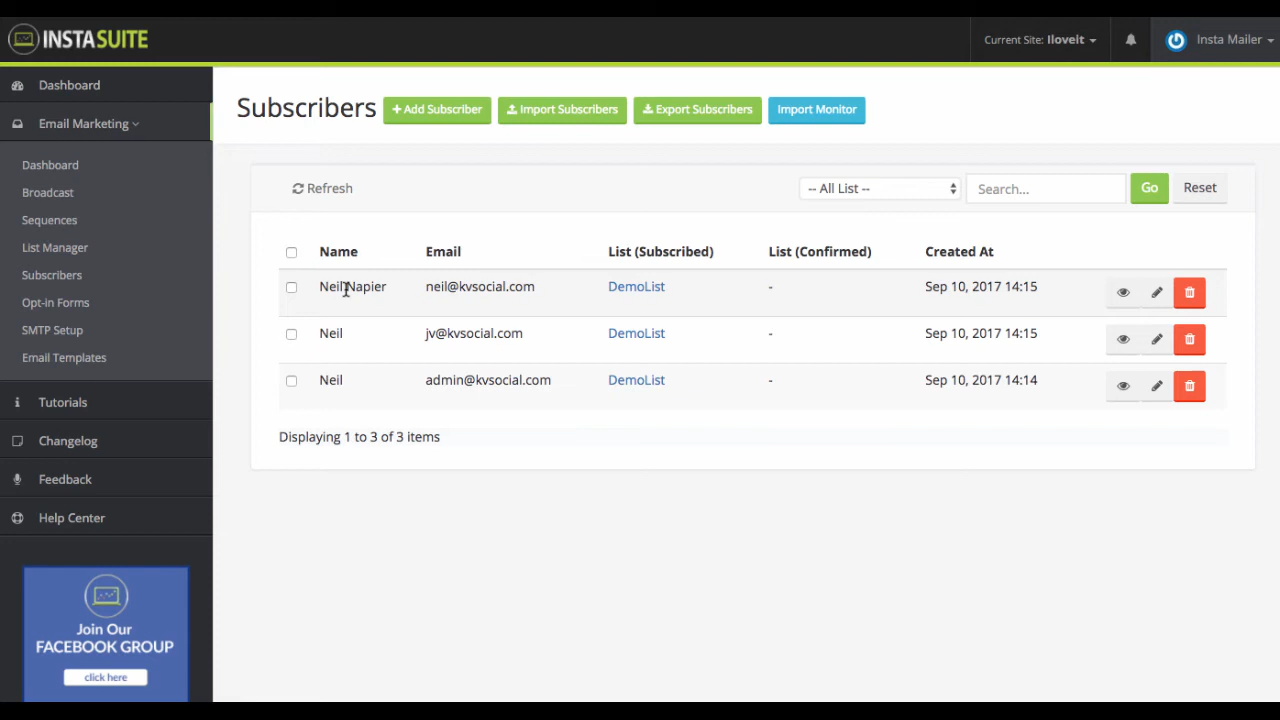 INSTASUITE
Current Site: Iloveit
Insta Mailer
Dashboard
Email Marketing
Dashboard
Broadcast
Sequences
List Manager
Subscribers
Opt-in Forms
SMTP Setup
Email Templates
Tutorials
Changelog
Feedback
Help Center
Join Our
FACEBOOK GROUP
click here
Subscribers
+ Add Subscriber
Import Subscribers
Export Subscribers
Import Monitor
Refresh
-- All List --
Search...
Go
Reset
Name Email List (Subscribed) List (Confirmed) Created At
Neil Napier neil@kvsocial.com DemoList - Sep 10, 2017 14:15
Neil jv@kvsocial.com DemoList - Sep 10, 2017 14:15
Neil admin@kvsocial.com DemoList - Sep 10, 2017 14:14
Displaying 1 to 3 of 3 items